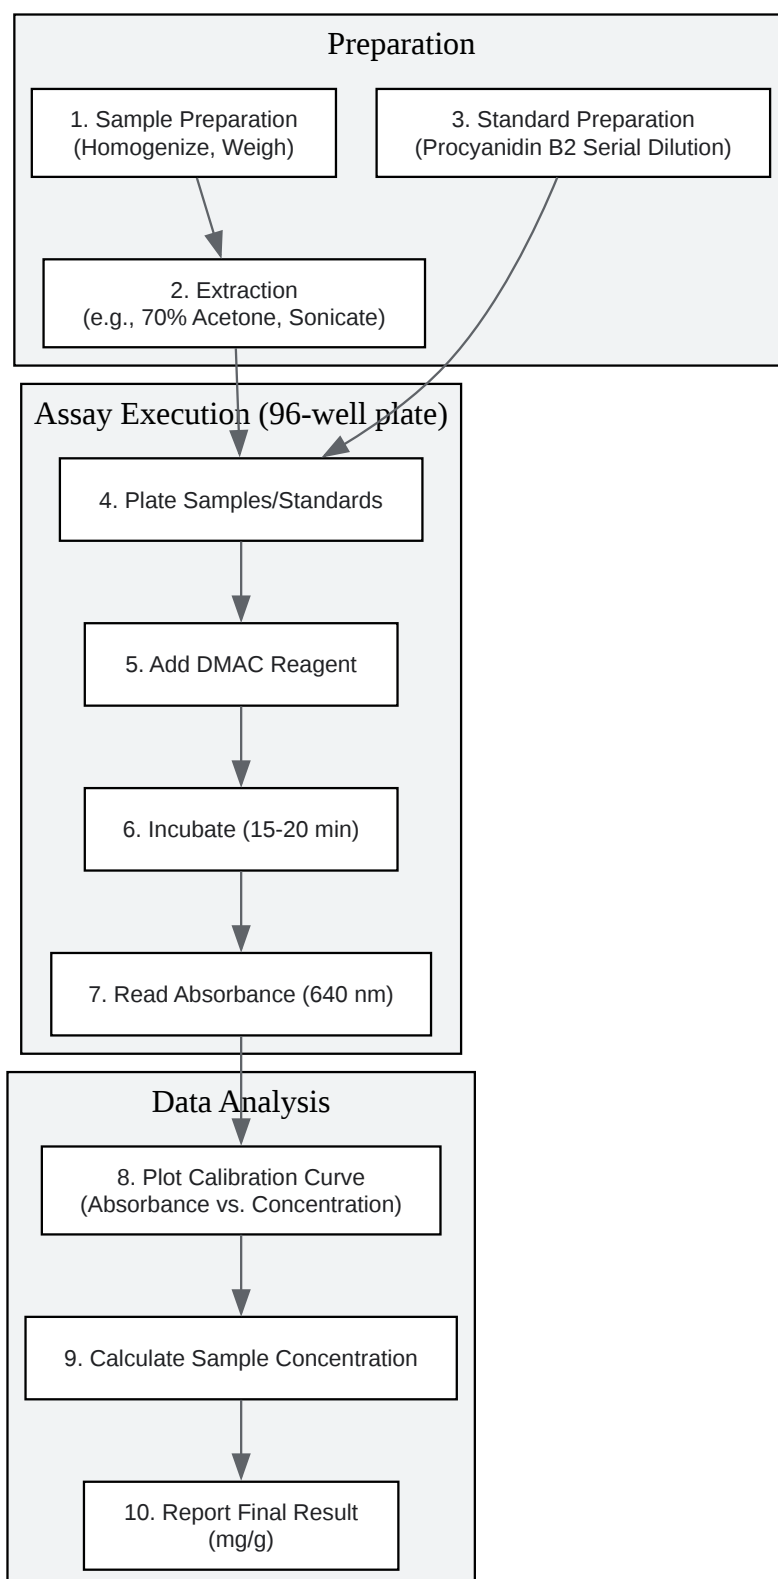 Preparation
1. Sample Preparation
(Homogenize, Weigh)
3. Standard Preparation
(Procyanidin B2 Serial Dilution)
2. Extraction
(e.g., 70% Acetone, Sonicate)
Assay Execution (96-well plate)
4. Plate Samples/Standards
5. Add DMAC Reagent
6. Incubate (15-20 min)
7. Read Absorbance (640 nm)
Data Analysis
8. Plot Calibration Curve
(Absorbance vs. Concentration)
9. Calculate Sample Concentration
10. Report Final Result
(mg/g)